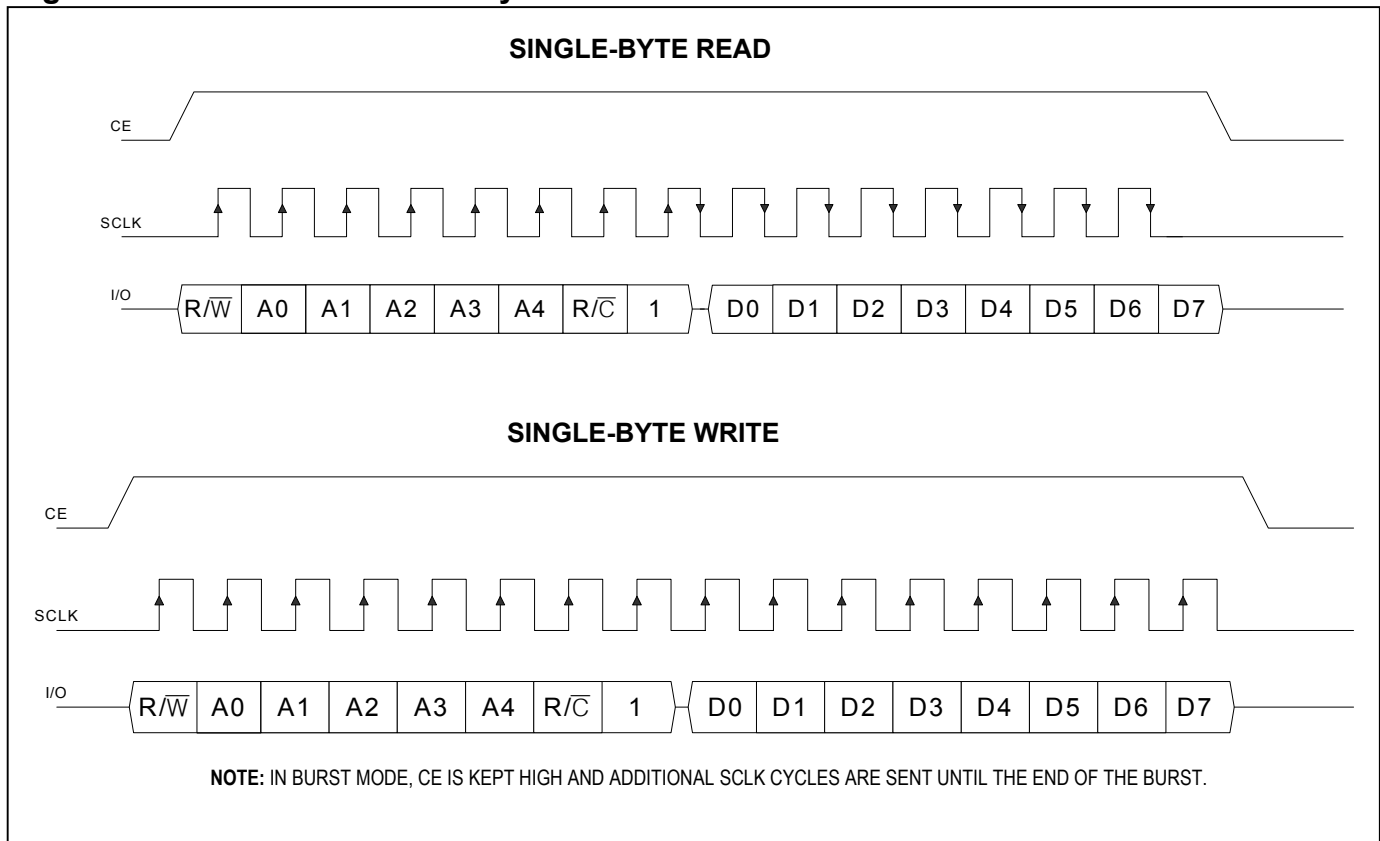 SINGLE-BYTE READ
CE
SCLK
I/O R/W̅ A0 A1 A2 A3 A4 R/C̅ 1 D0 D1 D2 D3 D4 D5 D6 D7
SINGLE-BYTE WRITE
CE
SCLK
I/O R/W̅ A0 A1 A2 A3 A4 R/C̅ 1 D0 D1 D2 D3 D4 D5 D6 D7
NOTE: IN BURST MODE, CE IS KEPT HIGH AND ADDITIONAL SCLK CYCLES ARE SENT UNTIL THE END OF THE BURST.